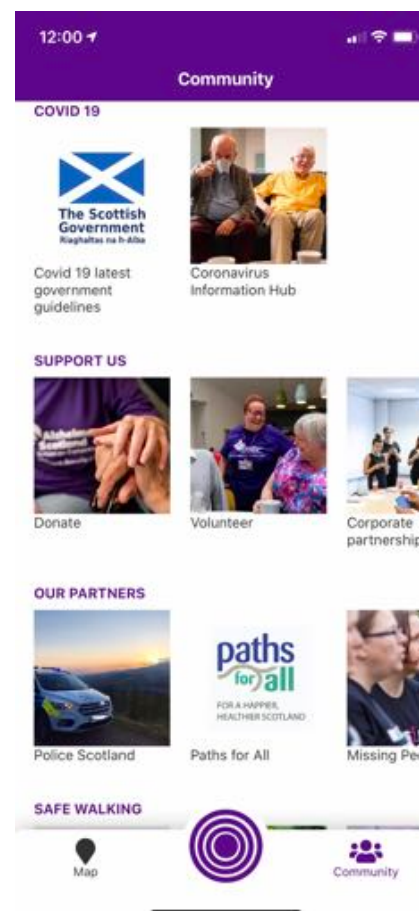 12:00
Community
COVID 19
The Scottish
Government
Riaghaltas na h-Alba
Covid 19 latest
government
guidelines
Coronavirus
Information Hub
SUPPORT US
Alzheimer
Scotland
Donate
Volunteer
Corporate
partnership
OUR PARTNERS
paths
for all
FOR A HAPPIER,
HEALTHIER SCOTLAND
Police Scotland
Paths for All
Missing Pe
SAFE WALKING
Map
Community